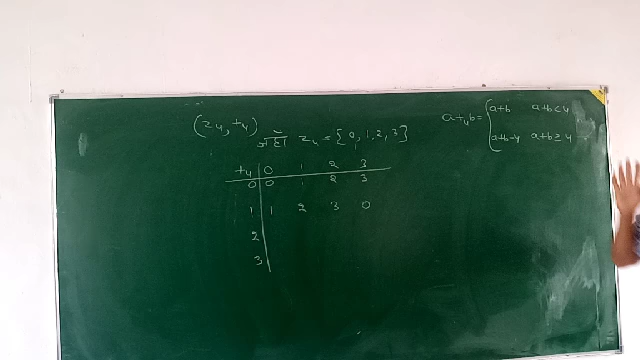 (Z₄, +₄)
जहाँ Z₄ = {0, 1, 2, 3}
a+₄b = { a+b a+b<4
a+b-4 a+b≥4
+₄ 0 1 2 3
0 0 1 2 3
1 1 2 3 0
2
3